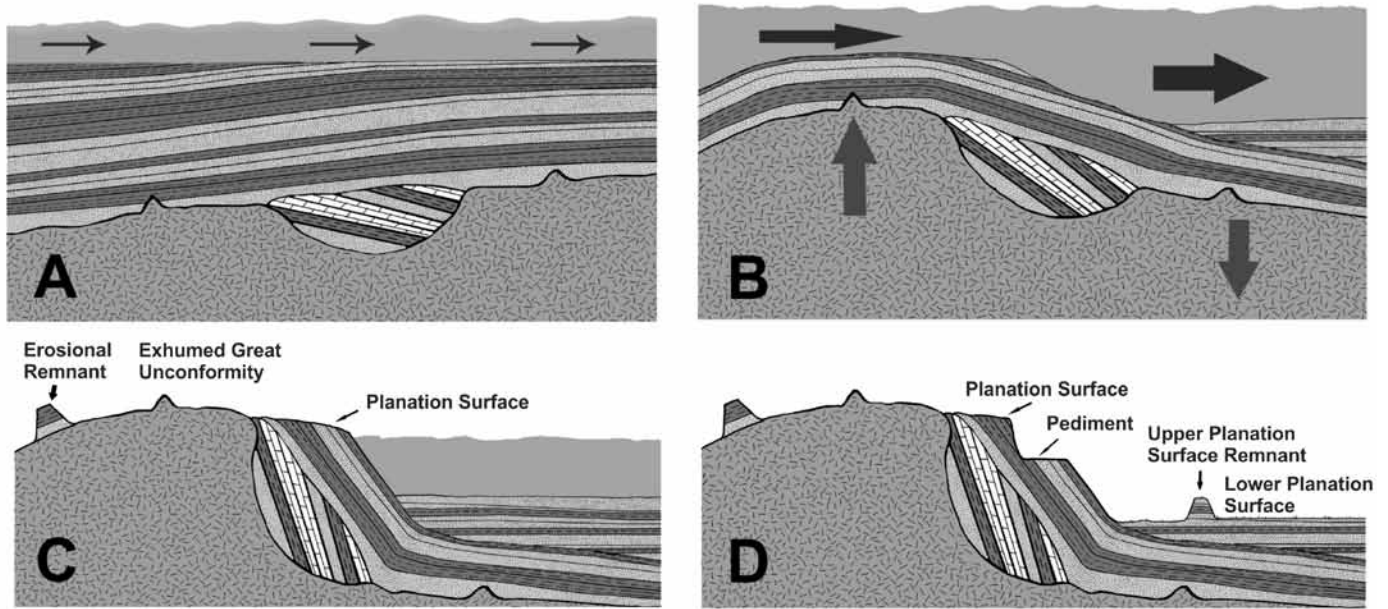 A
B
Erosional
Remnant
Exhumed Great
Unconformity
Planation Surface
C
Planation Surface
Pediment
Upper Planation
Surface Remnant
Lower Planation
Surface
D